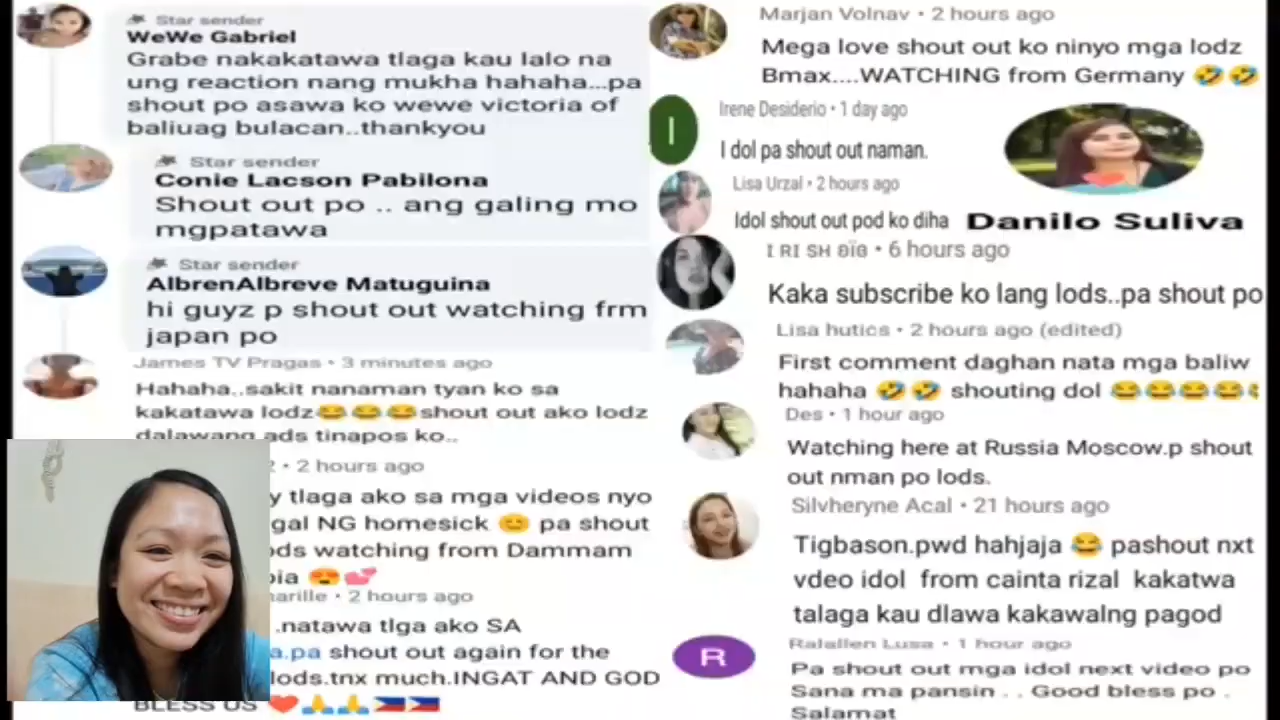 Star sender
WeWe Gabriel
Grabe nakakatawa tlaga kau lalo na
ung reaction nang mukha hahaha...pa
shout po asawa ko wewe victoria of
baliuag bulacan..thankyou
Star sender
Conie Lacson Pabilona
Shout out po .. ang galing mo
mgpatawa
Star sender
AlbrenAlbreve Matuguina
hi guyz p shout out watching frm
japan po
James TV Pragas • 3 minutes ago
Hahaha..sakit nanaman tyan ko sa
kakatawa lodz😂😂😂shout out ako lodz
dalawang ads tinapos ko..
• 2 hours ago
y tlaga ako sa mga videos nyo
gal NG homesick 😊 pa shout
ds watching from Dammam
bia 😍💕
arille • 2 hours ago
.natawa tlga ako SA
a.pa shout out again for the
lods.tnx much.INGAT AND GOD
BLESS US ❤️🙏🙏🇵🇭🇵🇭
Marjan Volnav • 2 hours ago
Mega love shout out ko ninyo mga lodz
Bmax....WATCHING from Germany 🤣🤣
Irene Desiderio • 1 day ago
I
I dol pa shout out naman.
Lisa Urzal • 2 hours ago
Idol shout out pod ko diha
Danilo Suliva
I RI SH • 6 hours ago
Kaka subscribe ko lang lods..pa shout po
Lisa hutics • 2 hours ago (edited)
First comment daghan nata mga baliw
hahaha 🤣🤣 shouting dol 😂😂😂😂
Des • 1 hour ago
Watching here at Russia Moscow.p shout
out nman po lods.
Silvheryne Acal • 21 hours ago
Tigbason.pwd hahjaja 😂 pashout nxt
vdeo idol from cainta rizal kakatwa
talaga kau dlawa kakawalng pagod
Ralallen Lusa • 1 hour ago
R
Pa shout out mga idol next video po
Sana ma pansin . . Good bless po .
Salamat